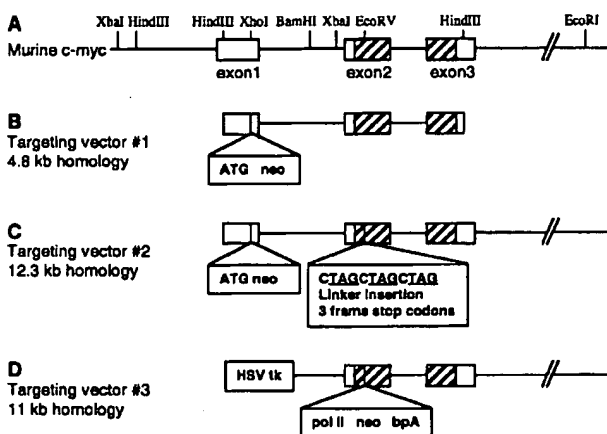 A
XbaI HindIII HindIII XhoI BamHI XbaI EcoRV HindIII EcoRI
Murine c-myc
exon1 exon2 exon3
B
Targeting vector #1
4.8 kb homology
ATG neo
C
Targeting vector #2
12.3 kb homology
ATG neo
CTAGCTAGCTAG
Linker insertion
3 frame stop codons
D
Targeting vector #3
11 kb homology
HSV tk
pol II neo bpA